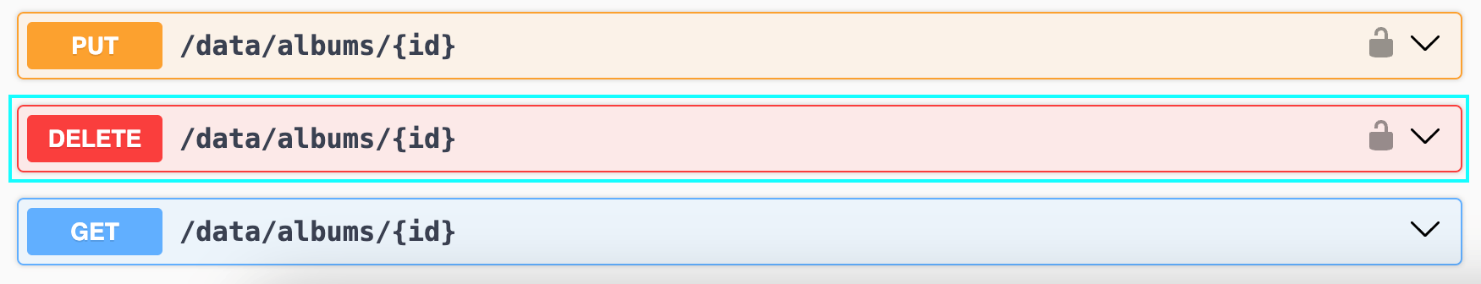 PUT /data/albums/{id}
DELETE /data/albums/{id}
GET /data/albums/{id}